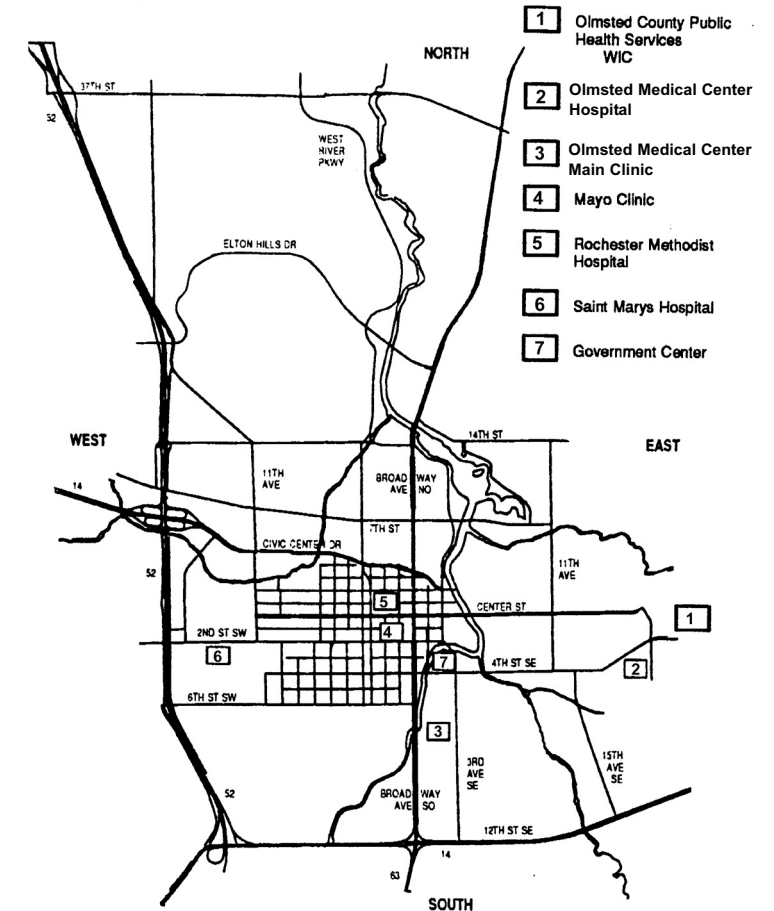 1
Olmsted County Public
Health Services
WIC
NORTH
2
Olmsted Medical Center
Hospital
37TH ST
52
WEST
RIVER
PKWY
3
Olmsted Medical Center
Main Clinic
4
Mayo Clinic
5
Rochester Methodist
Hospital
ELTON HILLS DR
6
Saint Marys Hospital
7
Government Center
WEST
14TH ST
EAST
14
11TH
AVE
BROADWAY
AVE NO
7TH ST
CIVIC CENTER DR
52
11TH
AVE
5
CENTER ST
1
2ND ST SW
4
6
7
4TH ST SE
2
6TH ST SW
3
3RD
AVE
SE
15TH
AVE
SE
52
BROADWAY
AVE SO
12TH ST SE
14
63
SOUTH